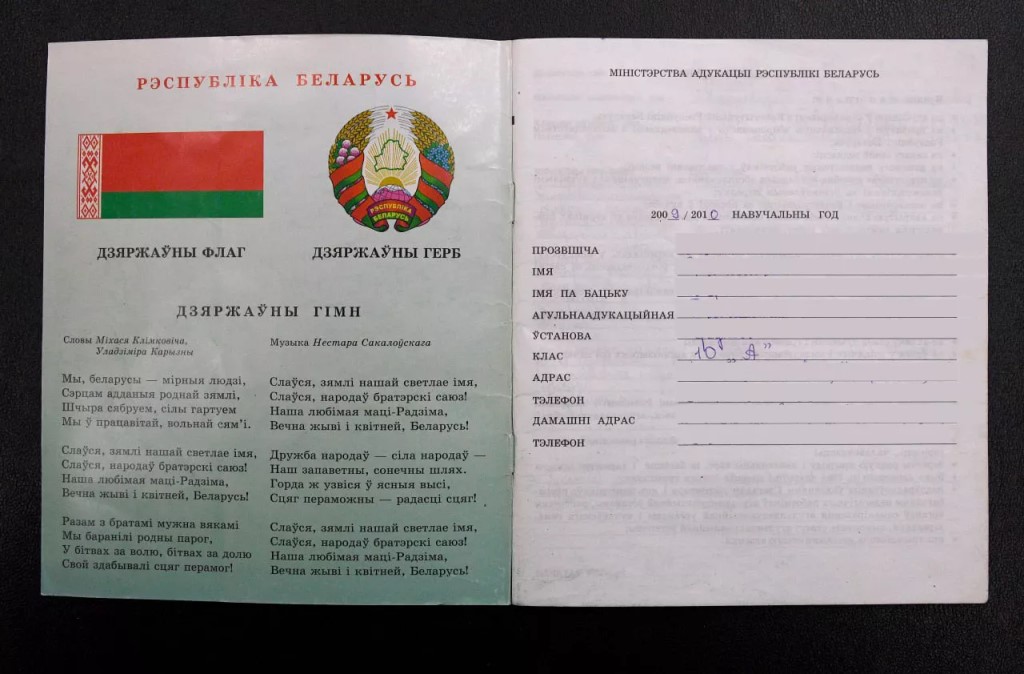 РЭСПУБЛІКА БЕЛАРУСЬ
РЭСПУБЛІКА
БЕЛАРУСЬ
ДЗЯРЖАЎНЫ ФЛАГ
ДЗЯРЖАЎНЫ ГЕРБ
ДЗЯРЖАЎНЫ ГІМН
Словы Міхася Клімковіча,
Уладзіміра Карызны
Музыка Нестара Сакалоўскага
Мы, беларусы — мірныя людзі,
Сэрцам адданыя роднай зямлі,
Шчыра сябруем, сілы гартуем
Мы ў працавітай, вольнай сям'і.
Слаўся, зямлі нашай светлае імя,
Слаўся, народаў братэрскі саюз!
Наша любімая маці-Радзіма,
Вечна жыві і квітней, Беларусь!
Разам з братамі мужна вякамі
Мы баранілі родны парог,
У бітвах за волю, бітвах за долю
Свой здабывалі сцяг перамог!
Слаўся, зямлі нашай светлае імя,
Слаўся, народаў братэрскі саюз!
Наша любімая маці-Радзіма,
Вечна жыві і квітней, Беларусь!
Дружба народаў — сіла народаў —
Наш запаветны, сонечны шлях.
Горда ж узвіся ў ясныя высі,
Сцяг пераможны — радасці сцяг!
Слаўся, зямлі нашай светлае імя,
Слаўся, народаў братэрскі саюз!
Наша любімая маці-Радзіма,
Вечна жыві і квітней, Беларусь!
МІНІСТЭРСТВА АДУКАЦЫІ РЭСПУБЛІКІ БЕЛАРУСЬ
2009/2010 НАВУЧАЛЬНЫ ГОД
ПРОЗВІШЧА
ІМЯ
ІМЯ ПА БАЦЬКУ
АГУЛЬНААДУКАЦЫЙНАЯ
ЎСТАНОВА
КЛАС „А"
АДРАС
ТЭЛЕФОН
ДАМАШНІ АДРАС
ТЭЛЕФОН